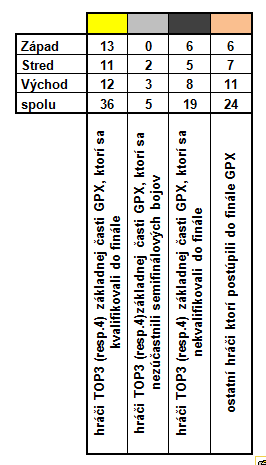 Západ 13 0 6 6
Stred 11 2 5 7
Východ 12 3 8 11
spolu 36 5 19 24
hráči TOP3 (resp.4) základnej časti GPX, ktorí sa
kvalifikovali do finále
hráči TOP3 (resp.4)základnej časti GPX, ktorí sa
nezúčastnili semifinálových bojov
hráči TOP3 (resp.4) základnej časti GPX, ktorí sa
nekvalifikovali do finále
ostatní hráči ktorí postúpili do finále GPX